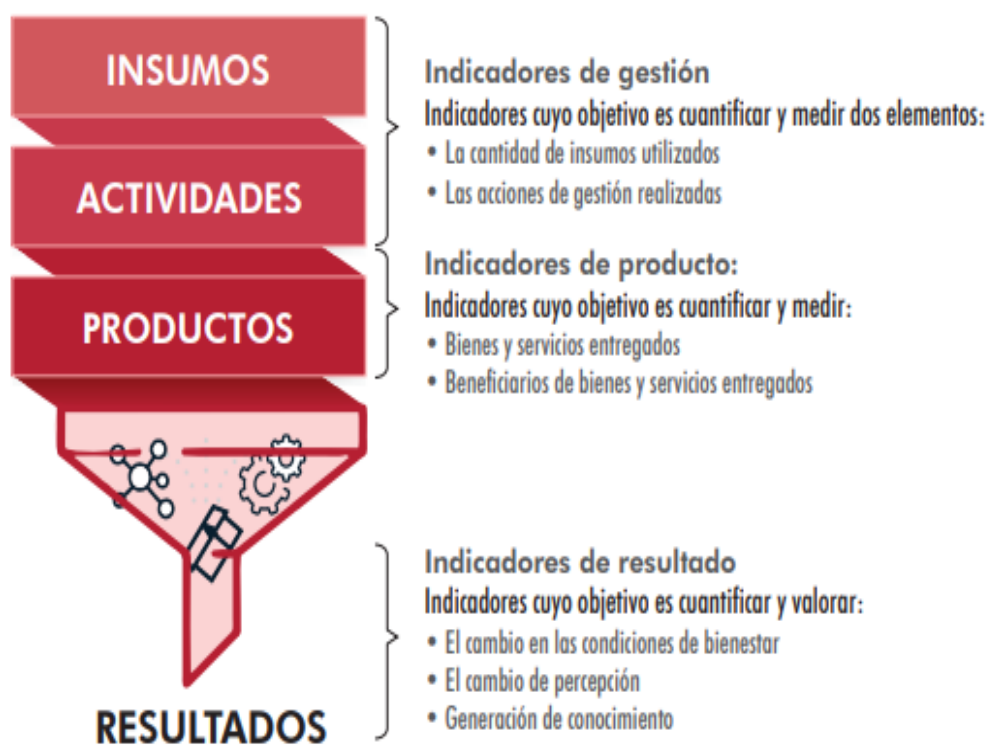 INSUMOS
ACTIVIDADES
PRODUCTOS
RESULTADOS
Indicadores de gestión
Indicadores cuyo objetivo es cuantificar y medir dos elementos:
• La cantidad de insumos utilizados
• Las acciones de gestión realizadas
Indicadores de producto:
Indicadores cuyo objetivo es cuantificar y medir:
• Bienes y servicios entregados
• Beneficiarios de bienes y servicios entregados
Indicadores de resultado
Indicadores cuyo objetivo es cuantificar y valorar:
• El cambio en las condiciones de bienestar
• El cambio de percepción
• Generación de conocimiento